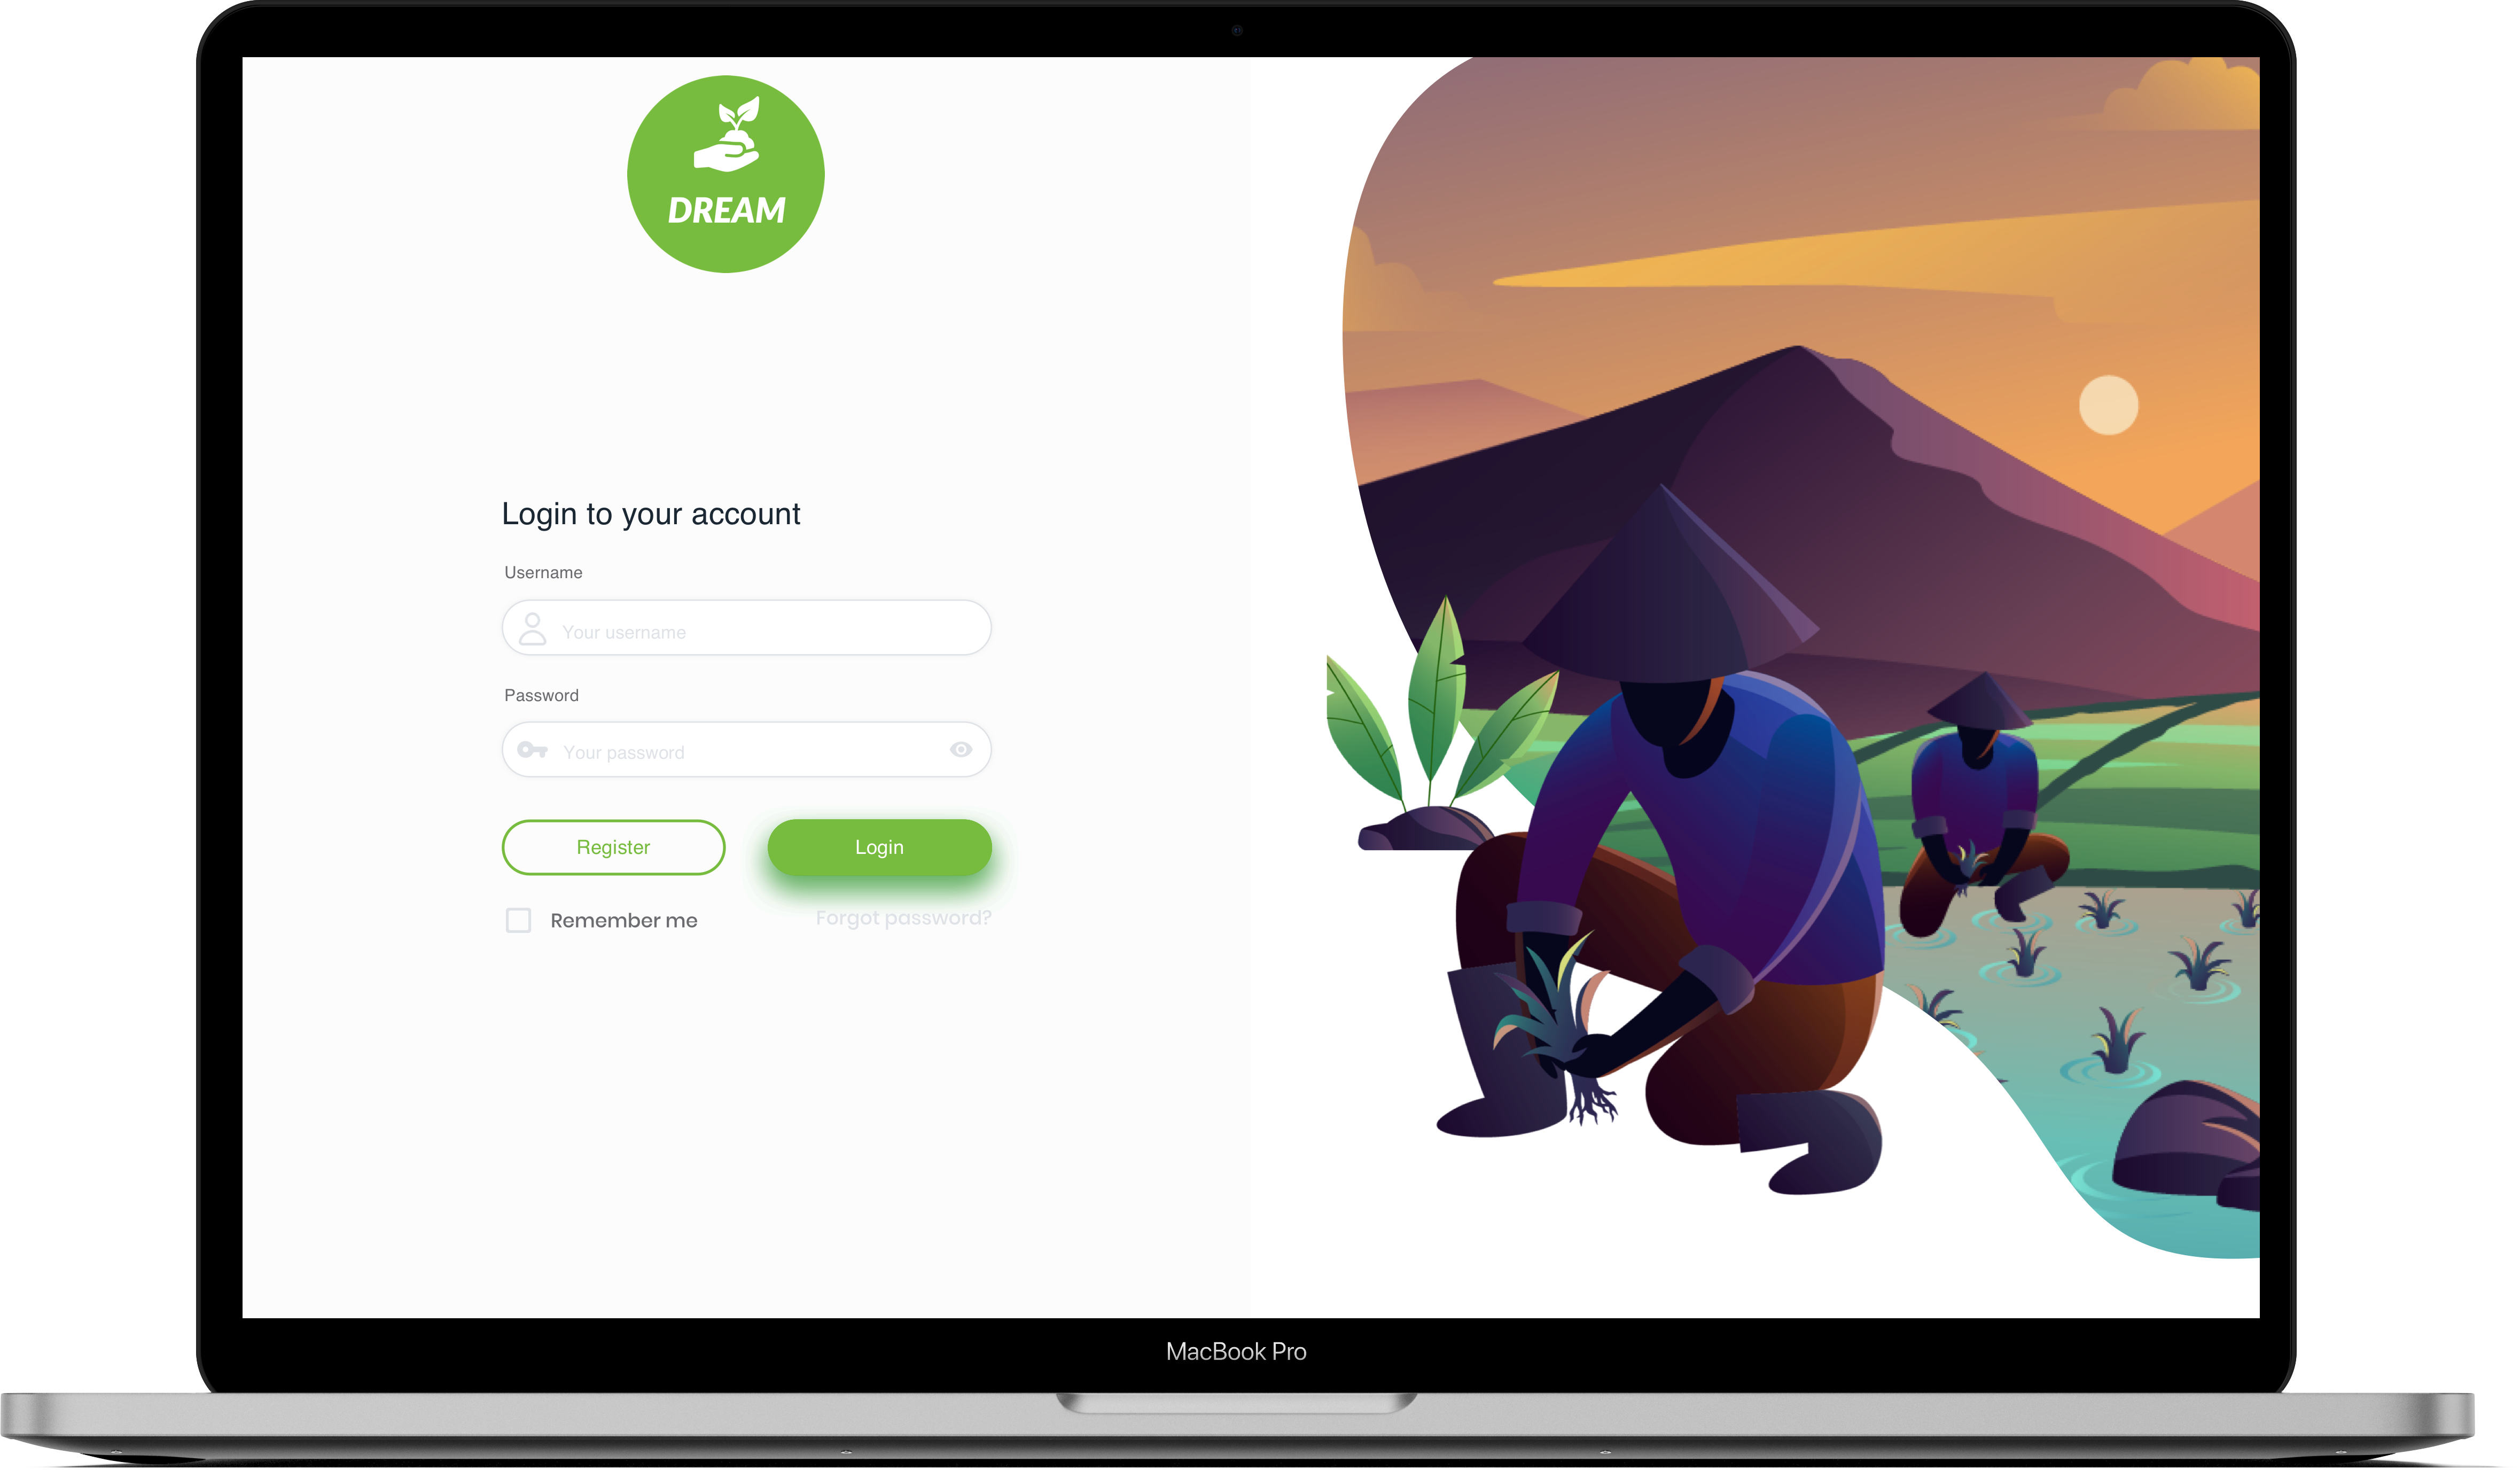 DREAM
Login to your account
Username
Your username
Password
Your password
Register
Login
Remember me
Forgot password?
MacBook Pro